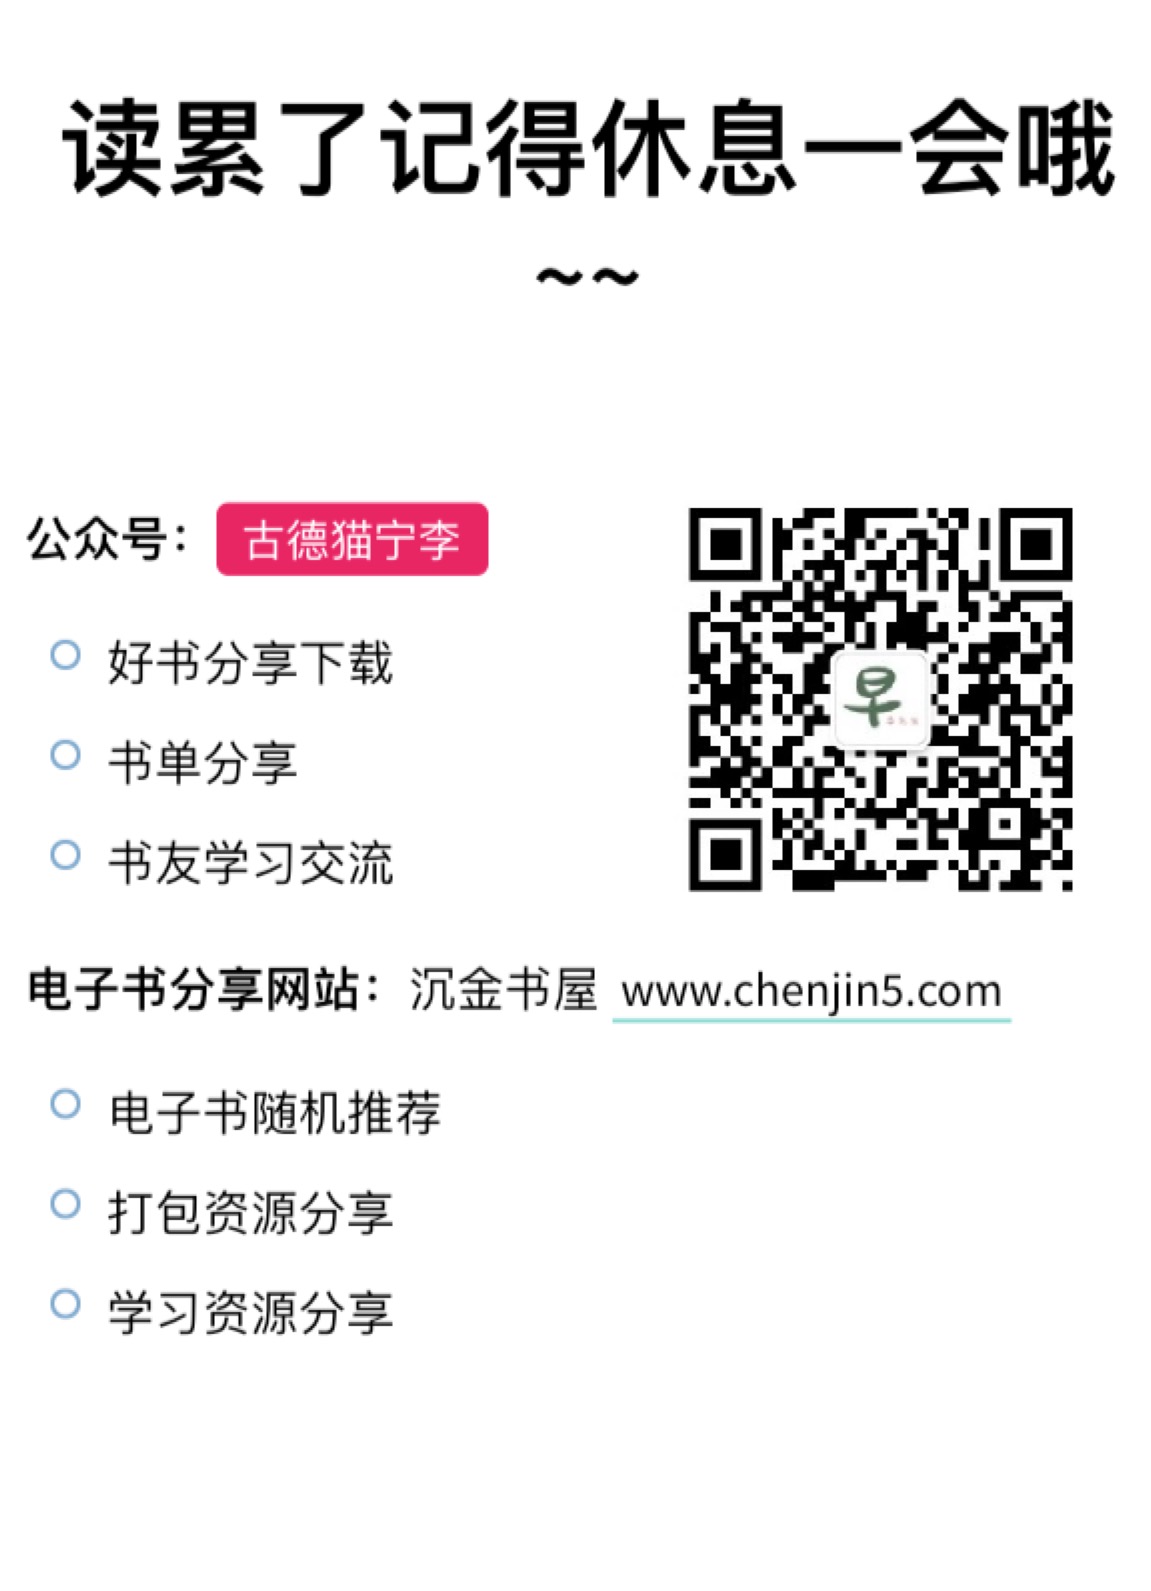 读累了记得休息一会哦
~~
公众号：古德猫宁李
好书分享下载
书单分享
书友学习交流
早
电子书分享网站：沉金书屋 www.chenjin5.com
电子书随机推荐
打包资源分享
学习资源分享